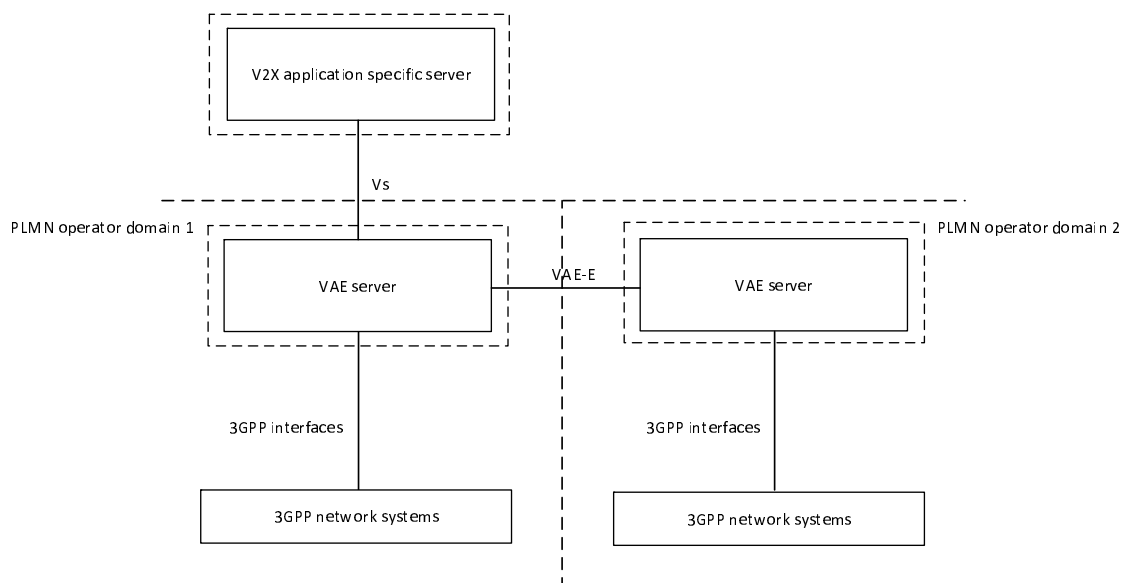 V2X application specific server
Vs
PLMN operator domain 1
PLMN operator domain 2
VAE server
VAE-E
VAE server
3GPP interfaces
3GPP interfaces
3GPP network systems
3GPP network systems